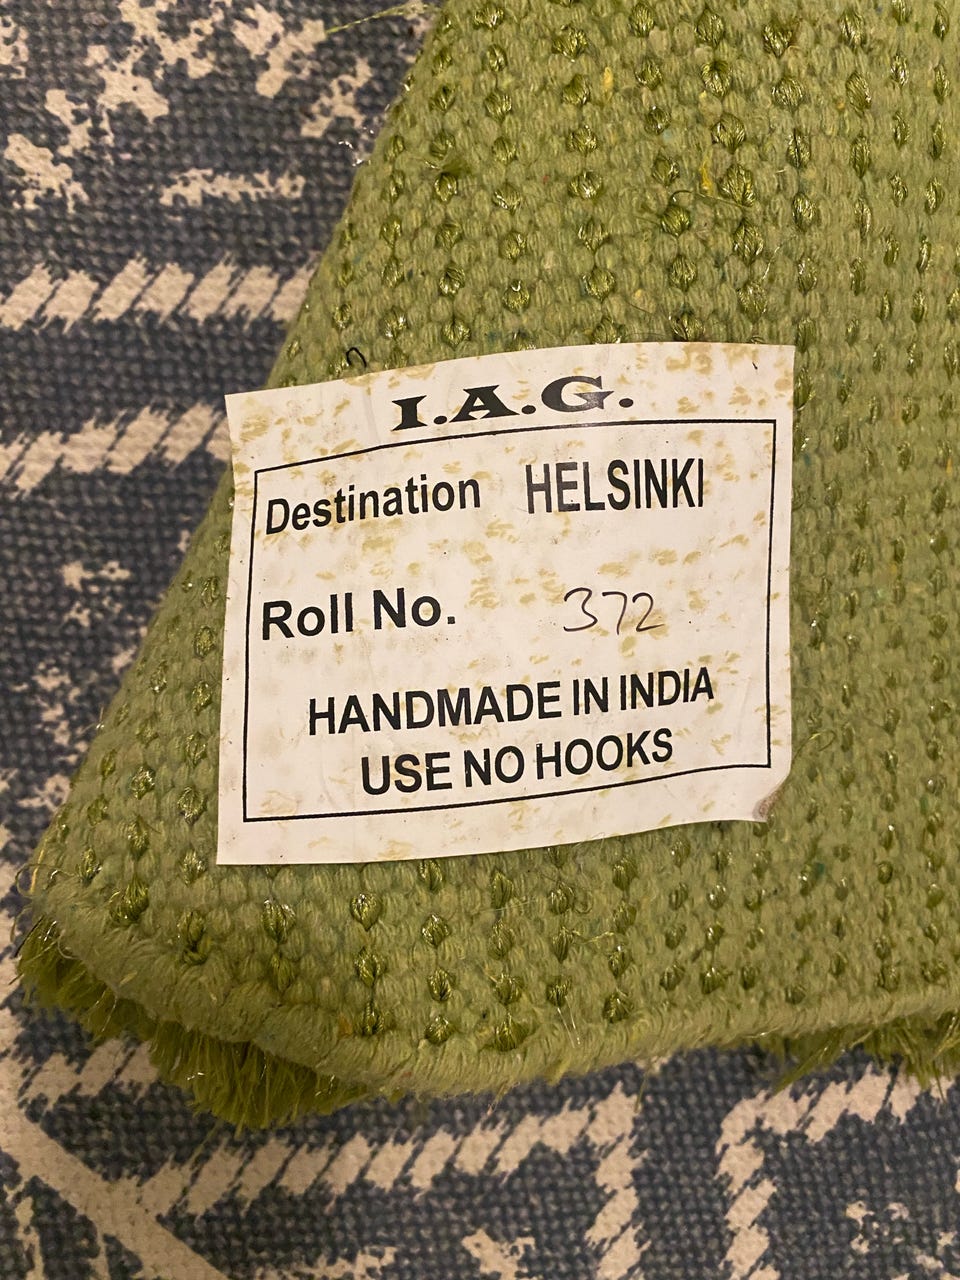 I.A.G.
Destination HELSINKI
Roll No. 372
HANDMADE IN INDIA
USE NO HOOKS